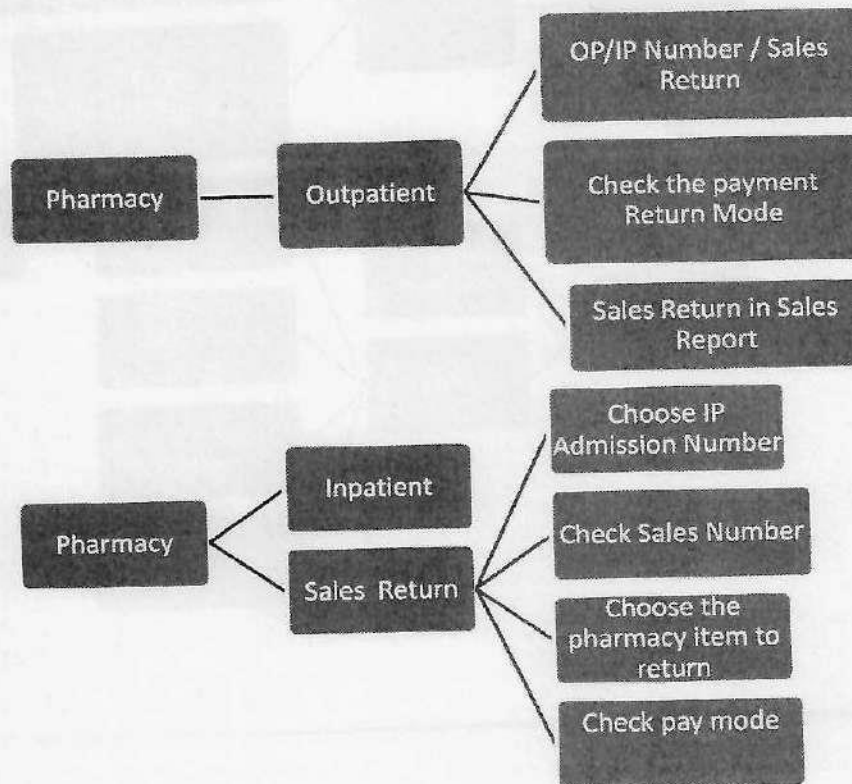 Pharmacy
Outpatient
OP/IP Number / Sales
Return
Check the payment
Return Mode
Sales Return in Sales
Report
Pharmacy
Inpatient
Sales Return
Choose IP
Admission Number
Check Sales Number
Choose the
pharmacy item to
return
Check pay mode